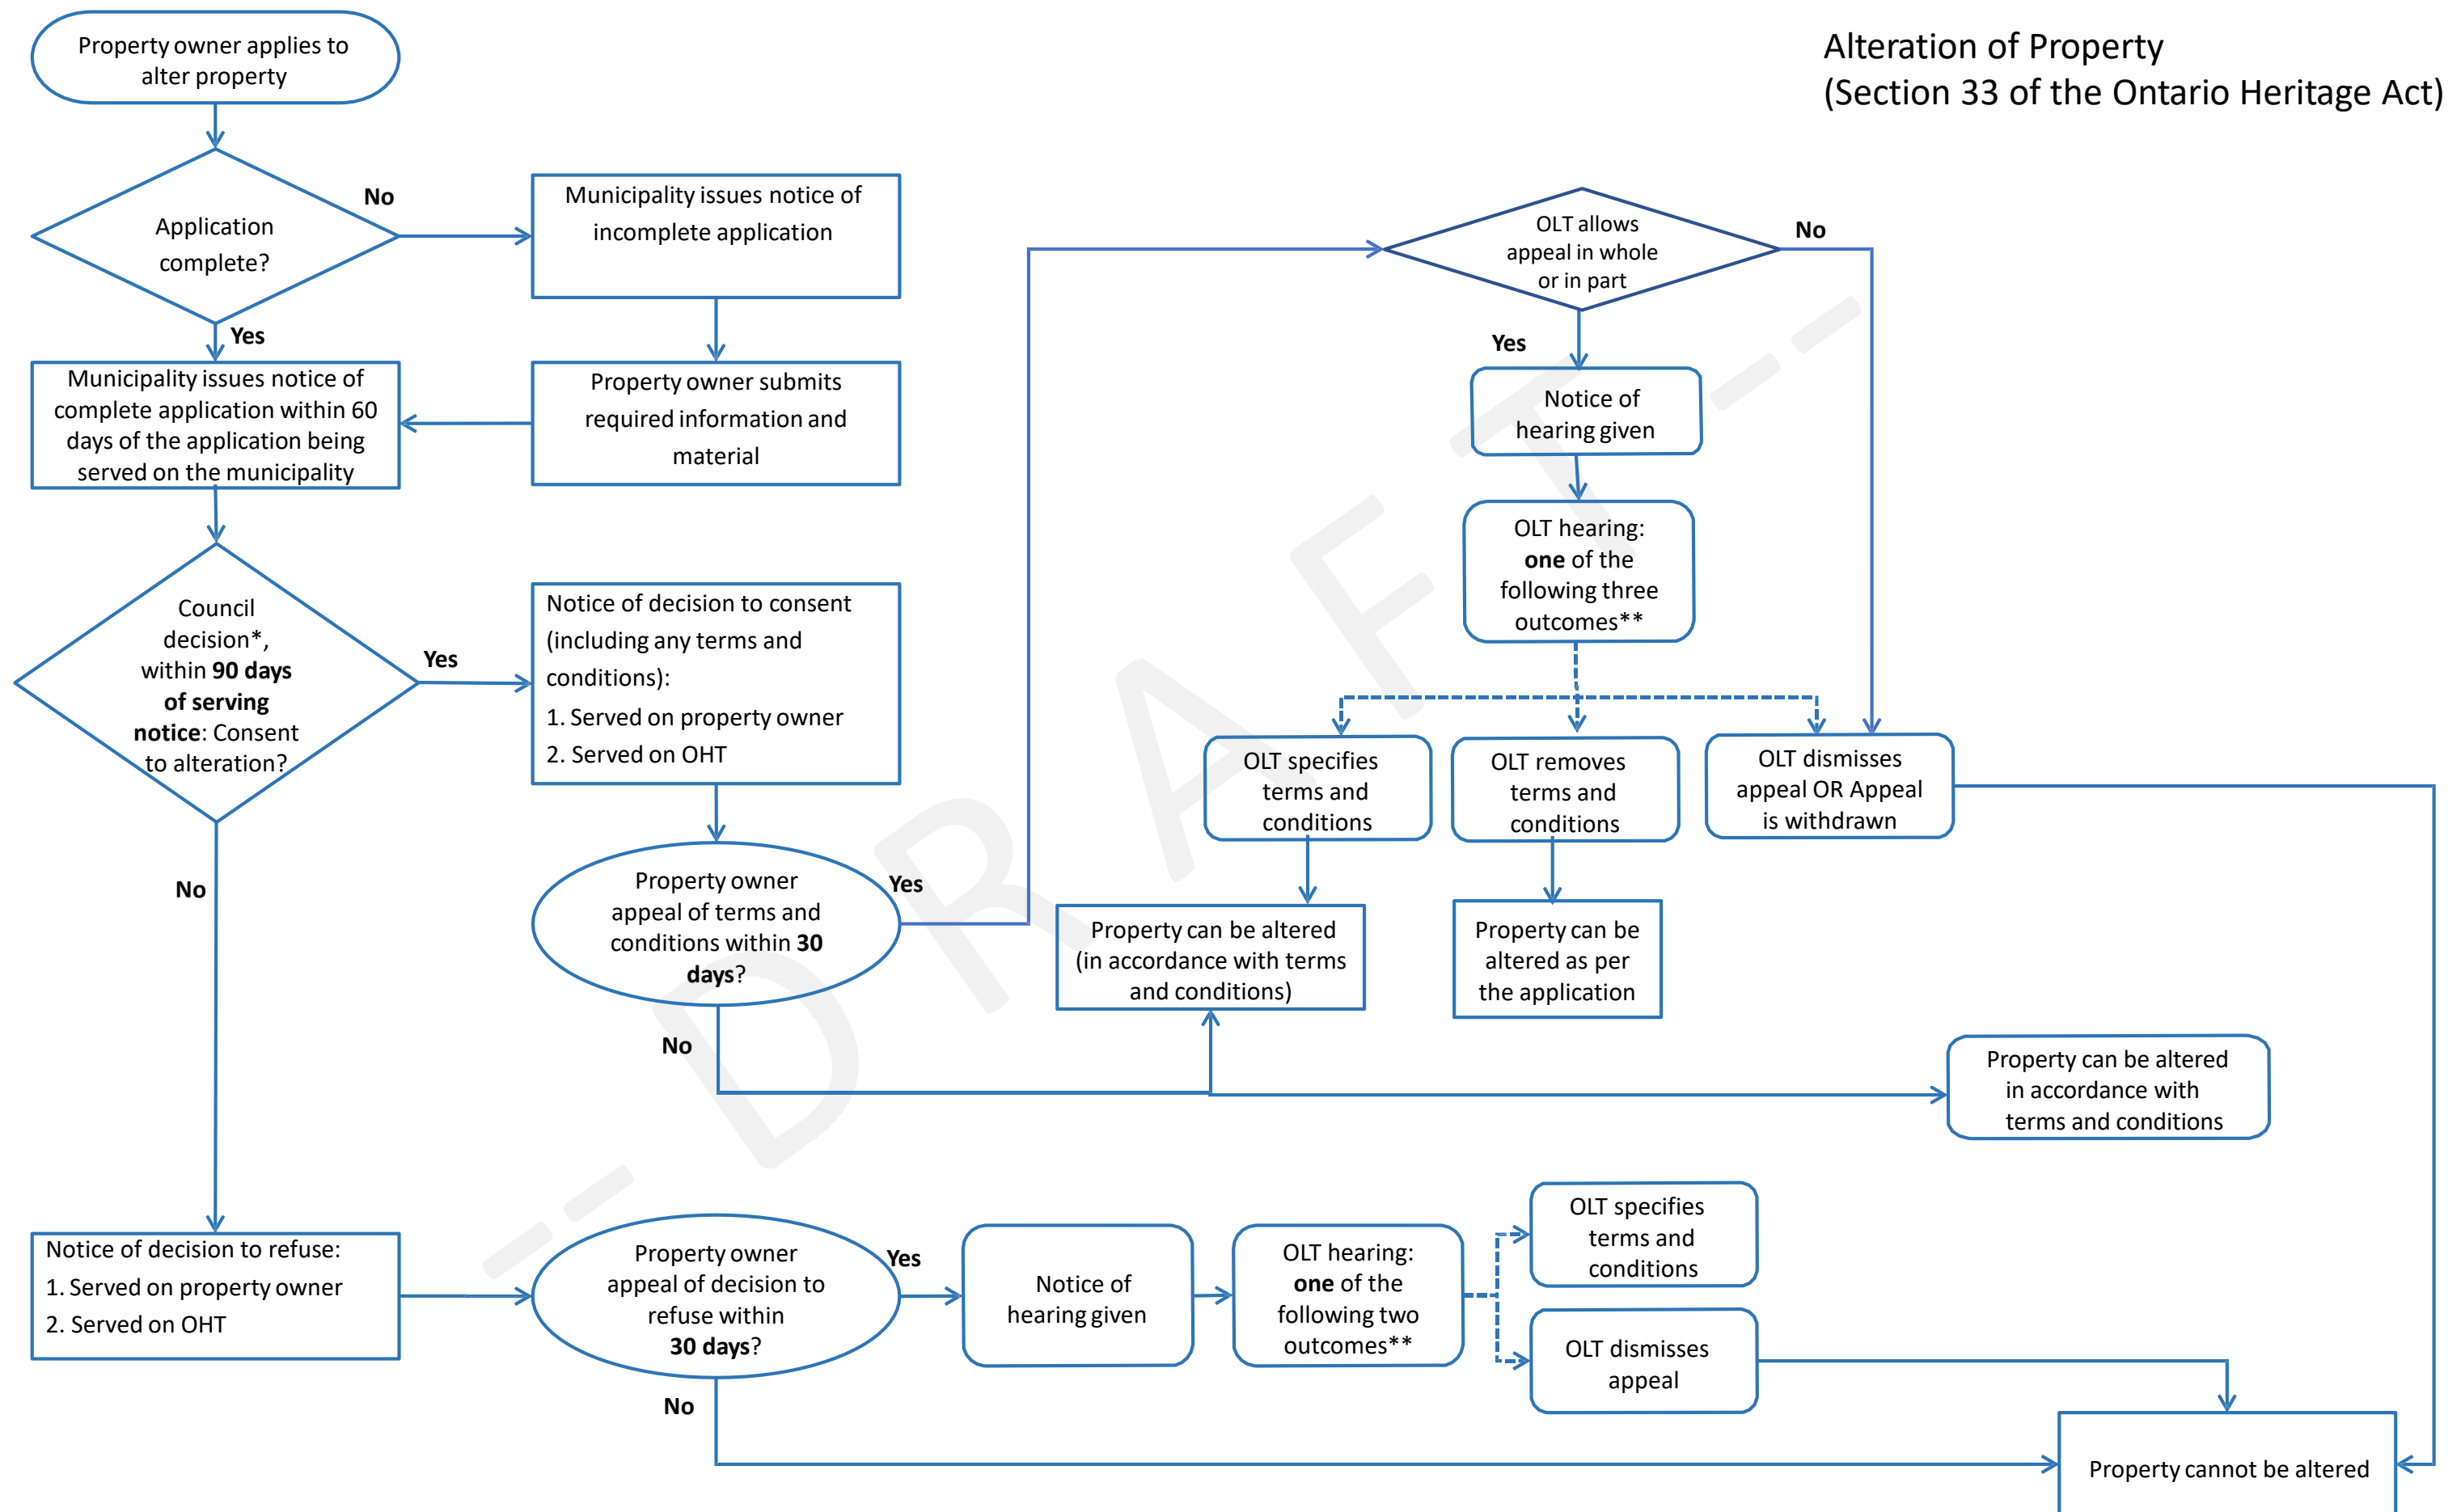 Property owner applies to
alter property
Alteration of Property
(Section 33 of the Ontario Heritage Act)
Application
complete?
No
Yes
Municipality issues notice of
incomplete application
Property owner submits
required information and
material
Municipality issues notice of
complete application within 60
days of the application being
served on the municipality
Council
decision*,
within 90 days
of serving
notice: Consent
to alteration?
Yes
No
Notice of decision to consent
(including any terms and
conditions):
1. Served on property owner
2. Served on OHT
Property owner
appeal of terms and
conditions within 30
days?
Yes
No
OLT allows
appeal in whole
or in part
No
Yes
Notice of
hearing given
OLT hearing:
one of the
following three
outcomes**
OLT specifies
terms and
conditions
OLT removes
terms and
conditions
OLT dismisses
appeal OR Appeal
is withdrawn
Property can be altered
(in accordance with terms
and conditions)
Property can be
altered as per
the application
Property can be altered
in accordance with
terms and conditions
Notice of decision to refuse:
1. Served on property owner
2. Served on OHT
Property owner
appeal of decision to
refuse within
30 days?
Yes
No
Notice of
hearing given
OLT hearing:
one of the
following two
outcomes**
OLT specifies
terms and
conditions
OLT dismisses
appeal
Property cannot be altered
--DRAFT--